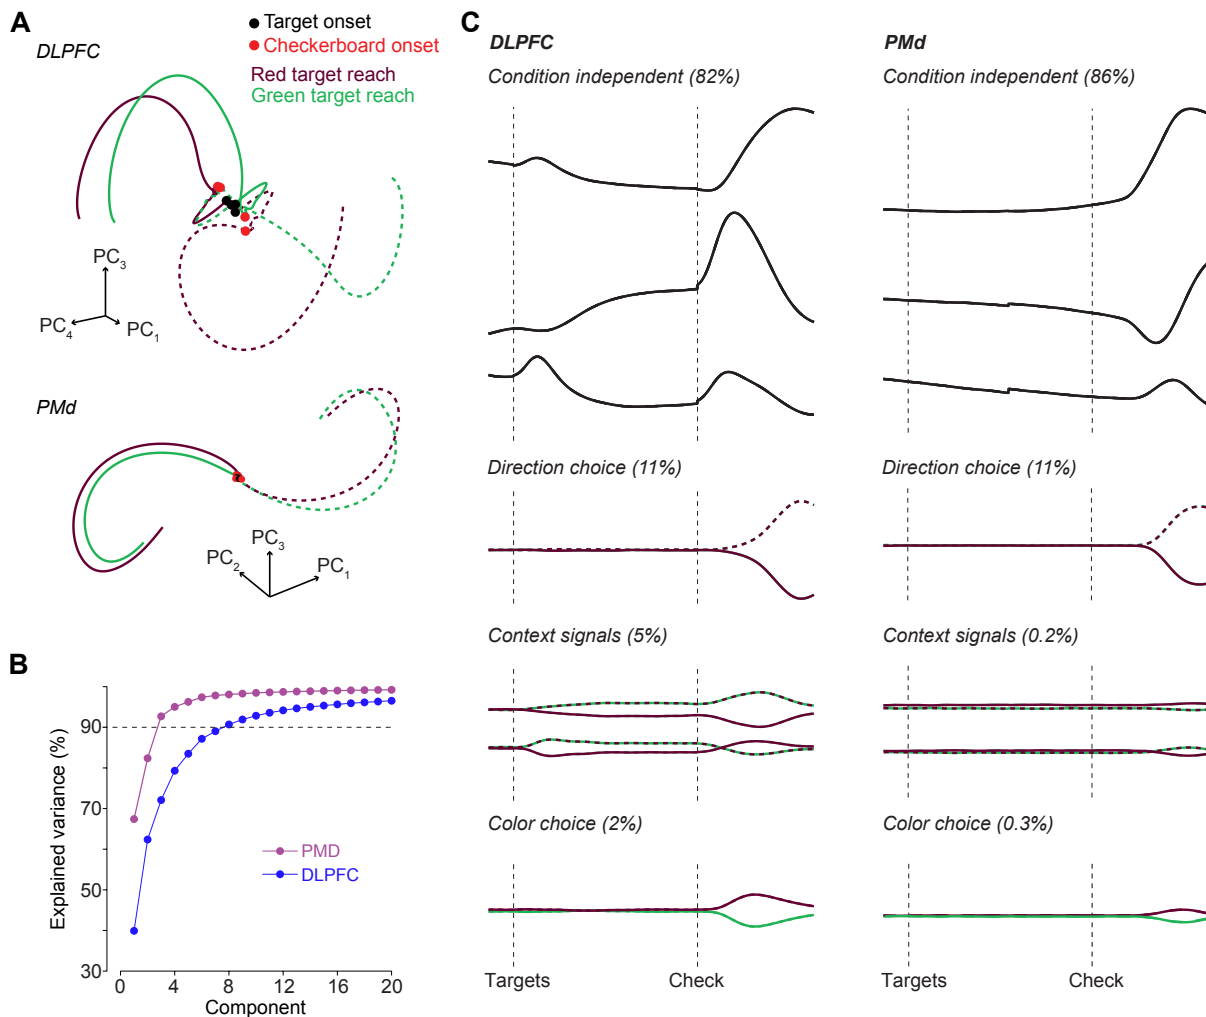 A
DLPFC
Target onset
Checkerboard onset
Red target reach
Green target reach
PC3
PC4
PC1
PMd
PC3
PC2
PC1
B
Explained variance (%)
90
70
50
30
PMD
DLPFC
0 4 8 12 16 20
Component
C
DLPFC
Condition independent (82%)
Direction choice (11%)
Context signals (5%)
Color choice (2%)
Targets Check
PMd
Condition independent (86%)
Direction choice (11%)
Context signals (0.2%)
Color choice (0.3%)
Targets Check